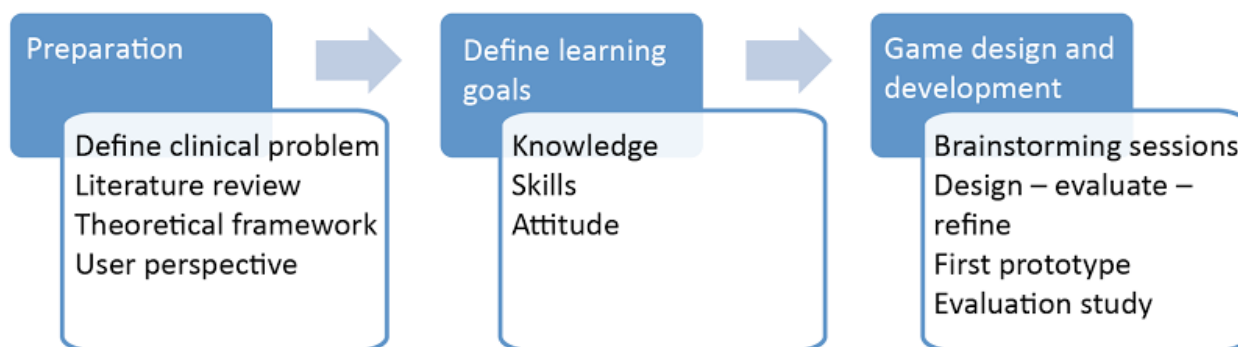 Preparation
Define clinical problem
Literature review
Theoretical framework
User perspective
Define learning
goals
Knowledge
Skills
Attitude
Game design and
development
Brainstorming sessions
Design – evaluate –
refine
First prototype
Evaluation study